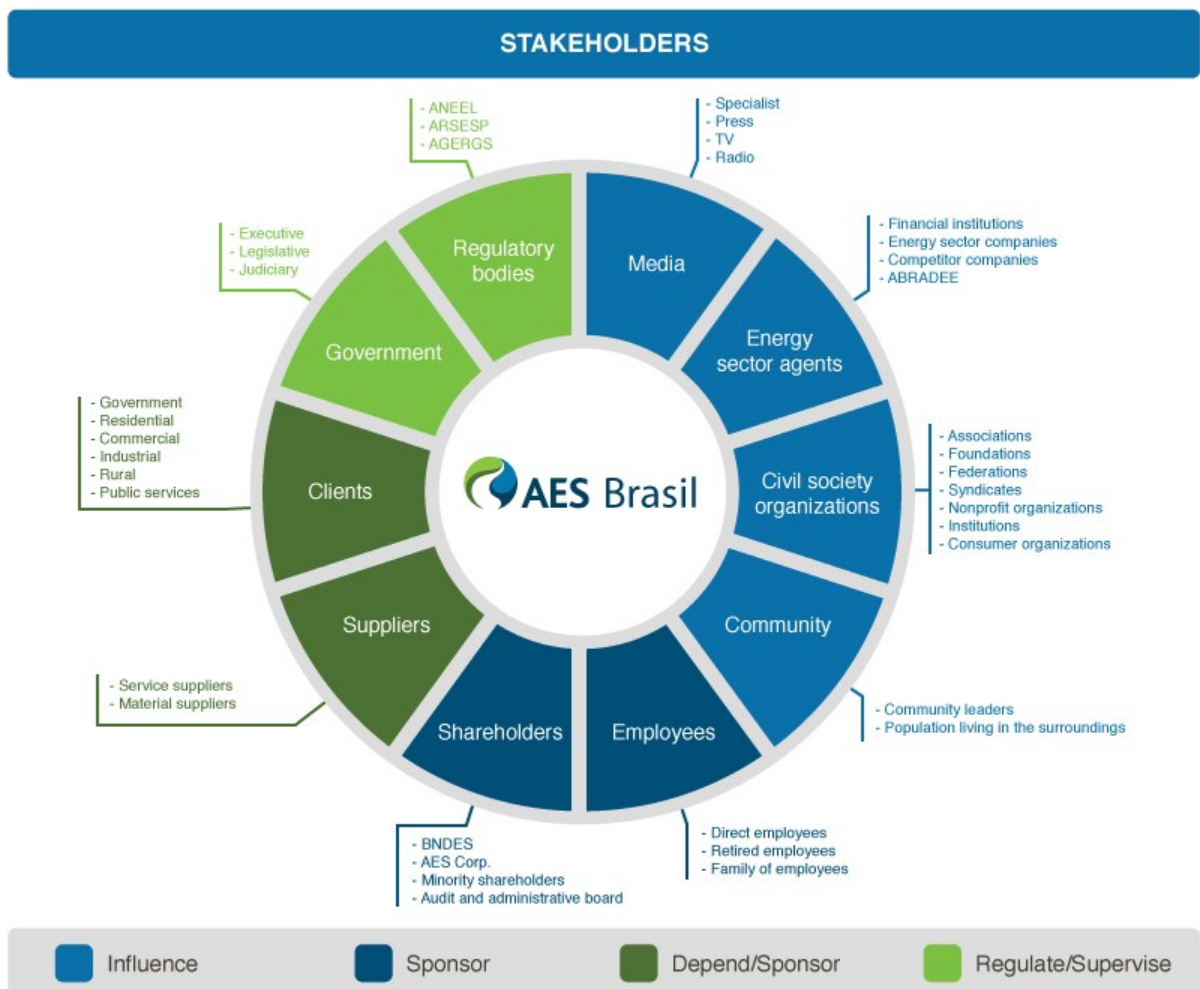 STAKEHOLDERS
- ANEEL
- ARSESP
- AGERGS
- Specialist
- Press
- TV
- Radio
- Executive
- Legislative
- Judiciary
- Financial institutions
- Energy sector companies
- Competitor companies
- ABRADEE
Regulatory
bodies
Media
Government
Energy
sector agents
- Government
- Residential
- Commercial
- Industrial
- Rural
- Public services
Clients
AES Brasil
Civil society
organizations
- Associations
- Foundations
- Federations
- Syndicates
- Nonprofit organizations
- Institutions
- Consumer organizations
Suppliers
Community
- Service suppliers
- Material suppliers
Shareholders
Employees
- Community leaders
- Population living in the surroundings
- BNDES
- AES Corp.
- Minority shareholders
- Audit and administrative board
- Direct employees
- Retired employees
- Family of employees
Influence
Sponsor
Depend/Sponsor
Regulate/Supervise